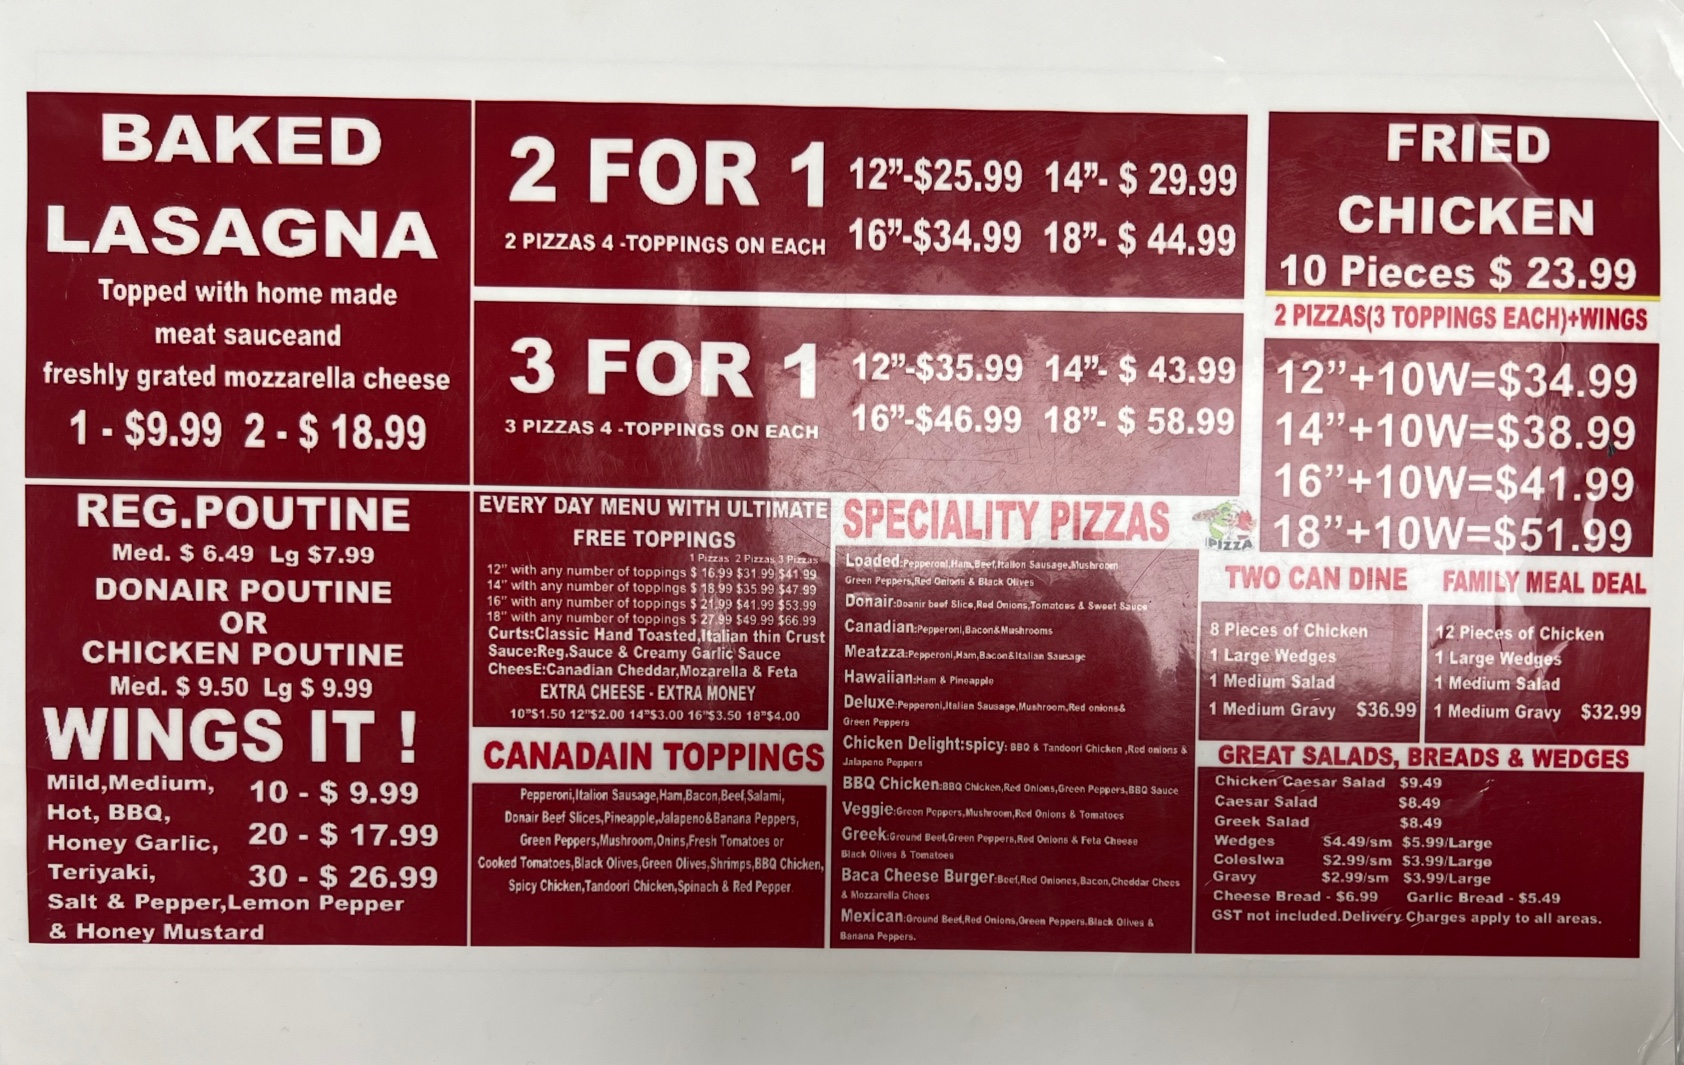 BAKED
LASAGNA
Topped with home made
meat sauceand
freshly grated mozzarella cheese
1 - $9.99 2 - $ 18.99
REG.POUTINE
Med. $ 6.49 Lg $7.99
DONAIR POUTINE
OR
CHICKEN POUTINE
Med. $ 9.50 Lg $ 9.99
WINGS IT !
Mild,Medium,
Hot, BBQ,
Honey Garlic,
Teriyaki,
Salt & Pepper,Lemon Pepper
& Honey Mustard
10 - $ 9.99
20 - $ 17.99
30 - $ 26.99
2 FOR 1
2 PIZZAS 4 -TOPPINGS ON EACH
12”-$25.99 14”- $ 29.99
16”-$34.99 18”- $ 44.99
3 FOR 1
3 PIZZAS 4 -TOPPINGS ON EACH
12”-$35.99 14”- $ 43.99
16”-$46.99 18”- $ 58.99
EVERY DAY MENU WITH ULTIMATE
FREE TOPPINGS
1 Pizzas 2 Pizzas 3 Pizzas
12" with any number of toppings $ 16.99 $31.99 $41.99
14" with any number of toppings $ 18.99 $35.99 $47.99
16" with any number of toppings $ 21.99 $41.99 $53.99
18" with any number of toppings $ 27.99 $49.99 $66.99
Curts:Classic Hand Toasted,Italian thin Crust
Sauce:Reg.Sauce & Creamy Garlic Sauce
CheesE:Canadian Cheddar,Mozarella & Feta
EXTRA CHEESE - EXTRA MONEY
10"$1.50 12"$2.00 14"$3.00 16"$3.50 18"$4.00
CANADAIN TOPPINGS
Pepperoni,Italion Sausage,Ham,Bacon,Beef,Salami,
Donair Beef Slices,Pineapple,Jalapeno&Banana Peppers,
Green Peppers,Mushroom,Onins,Fresh Tomatoes or
Cooked Tomatoes,Black Olives,Green Olives,Shrimps,BBQ Chicken,
Spicy Chicken,Tandoori Chicken,Spinach & Red Pepper
SPECIALITY PIZZAS
PIZZA
Loaded:Pepperoni,Ham,Beef,Italion Sausage,Mushroom
Green Peppers,Red Onions & Black Olives
Donair:Doanir beef Slice,Red Onions,Tomatoes & Sweet Sauce
Canadian:Pepperoni,Bacon&Mushrooms
Meatzza:Pepperoni,Ham,Bacon&Italian Sausage
Hawaiian:Ham & Pineapple
Deluxe:Pepperoni,Italian Sausage,Mushroom,Red onions&
Green Peppers
Chicken Delight:spicy: BBQ & Tandoori Chicken ,Red onions &
Jalapeno Peppers
BBQ Chicken:BBQ Chicken,Red Onions,Green Peppers,BBQ Sauce
Veggie:Green Peppers,Mushroom,Red Onions & Tomatoes
Greek:Ground Beef,Green Peppers,Red Onions & Feta Cheese
Black Olives & Tomatoes
Baca Cheese Burger:Beef,Red Oniones,Bacon,Cheddar Chees
& Mozzarella Chees
Mexican:Ground Beef,Red Onions,Green Peppers.Black Olives &
Banana Peppers.
FRIED
CHICKEN
10 Pieces $ 23.99
2 PIZZAS(3 TOPPINGS EACH)+WINGS
12”+10W=$34.99
14”+10W=$38.99
16”+10W=$41.99
18”+10W=$51.99
TWO CAN DINE
8 Pieces of Chicken
1 Large Wedges
1 Medium Salad
1 Medium Gravy $36.99
FAMILY MEAL DEAL
12 Pieces of Chicken
1 Large Wedges
1 Medium Salad
1 Medium Gravy $32.99
GREAT SALADS, BREADS & WEDGES
Chicken Caesar Salad $9.49
Caesar Salad $8.49
Greek Salad $8.49
Wedges $4.49/sm $5.99/Large
Coleslwa $2.99/sm $3.99/Large
Gravy $2.99/sm $3.99/Large
Cheese Bread - $6.99 Garlic Bread - $5.49
GST not included.Delivery Charges apply to all areas.